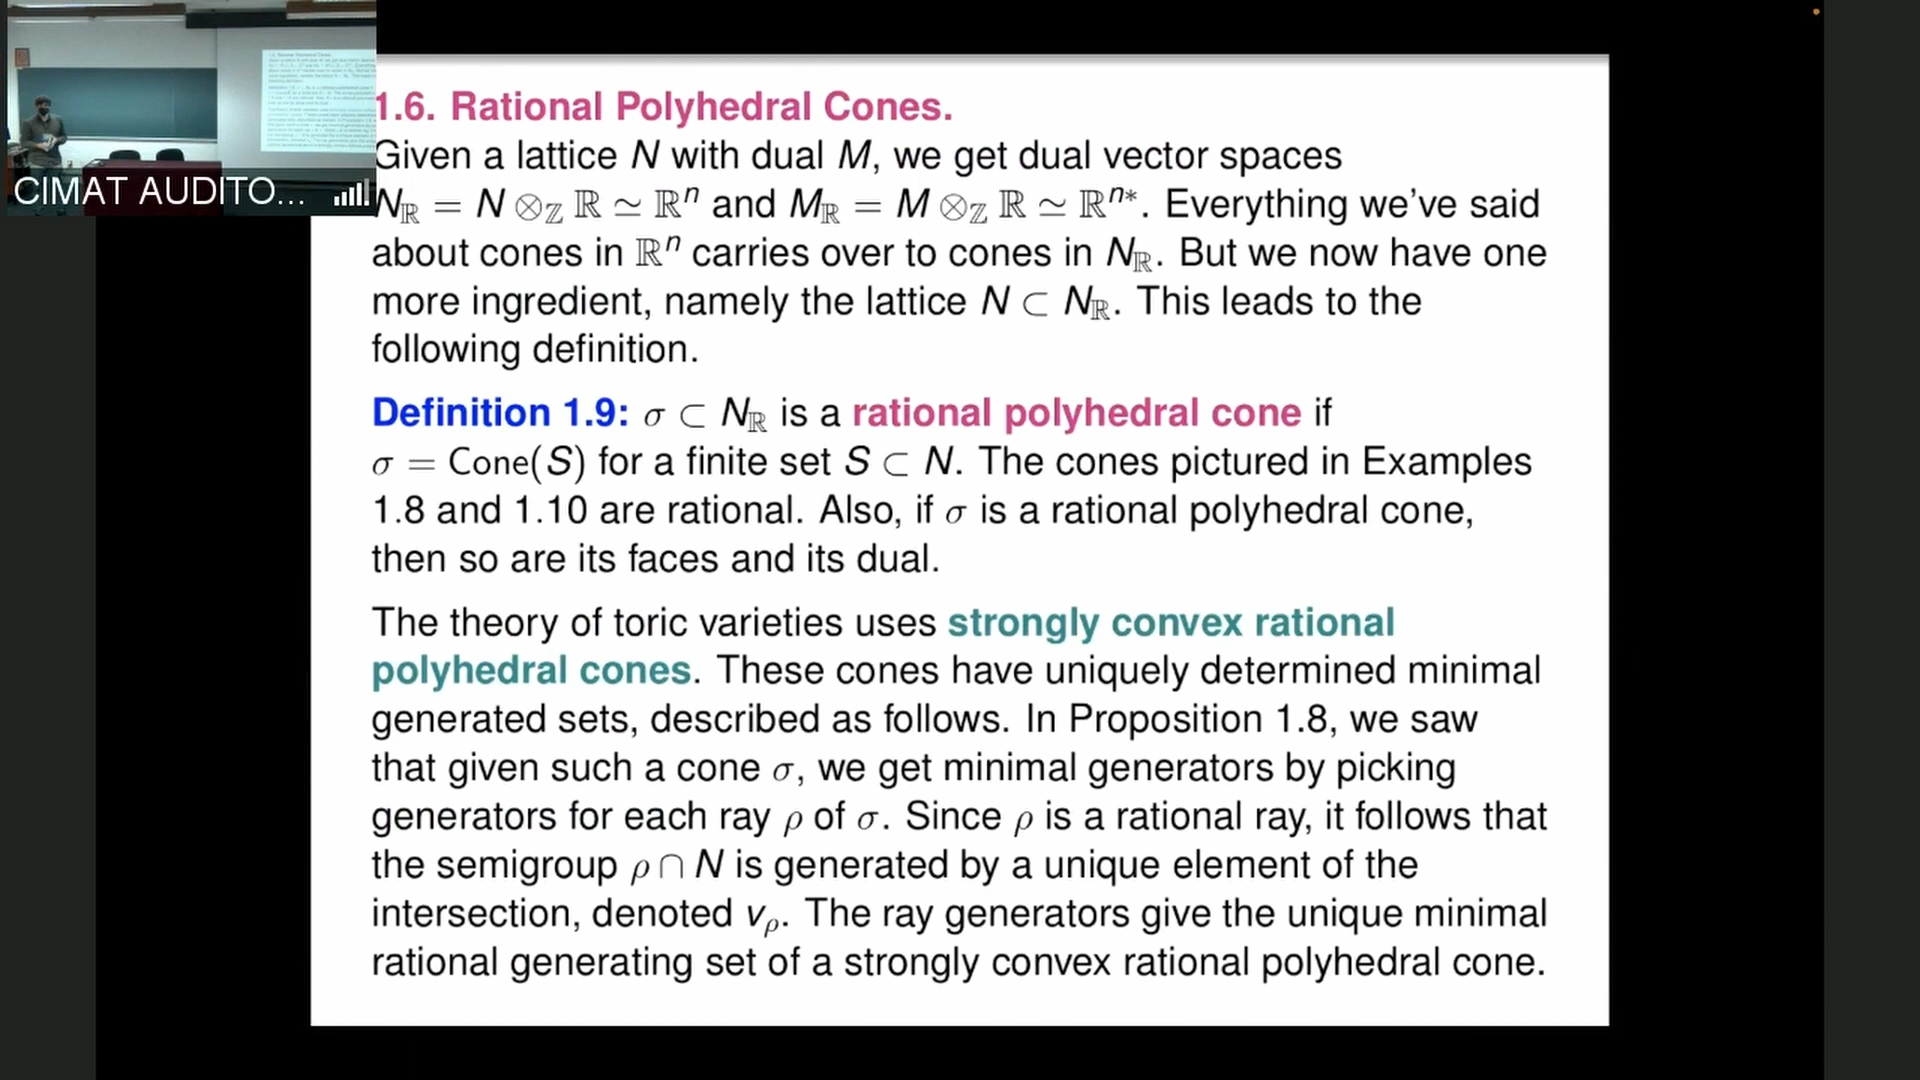 1.6. Rational Polyhedral Cones.
Given a lattice N with dual M, we get dual vector spaces
N_ℝ = N ⊗_ℤ ℝ ≃ ℝⁿ and M_ℝ = M ⊗_ℤ ℝ ≃ ℝⁿ*. Everything we've said
about cones in ℝⁿ carries over to cones in N_ℝ. But we now have one
more ingredient, namely the lattice N ⊂ N_ℝ. This leads to the
following definition.
Definition 1.9: σ ⊂ N_ℝ is a rational polyhedral cone if
σ = Cone(S) for a finite set S ⊂ N. The cones pictured in Examples
1.8 and 1.10 are rational. Also, if σ is a rational polyhedral cone,
then so are its faces and its dual.
The theory of toric varieties uses strongly convex rational
polyhedral cones. These cones have uniquely determined minimal
generated sets, described as follows. In Proposition 1.8, we saw
that given such a cone σ, we get minimal generators by picking
generators for each ray ρ of σ. Since ρ is a rational ray, it follows that
the semigroup ρ ∩ N is generated by a unique element of the
intersection, denoted v_ρ. The ray generators give the unique minimal
rational generating set of a strongly convex rational polyhedral cone.
CIMAT AUDITO...